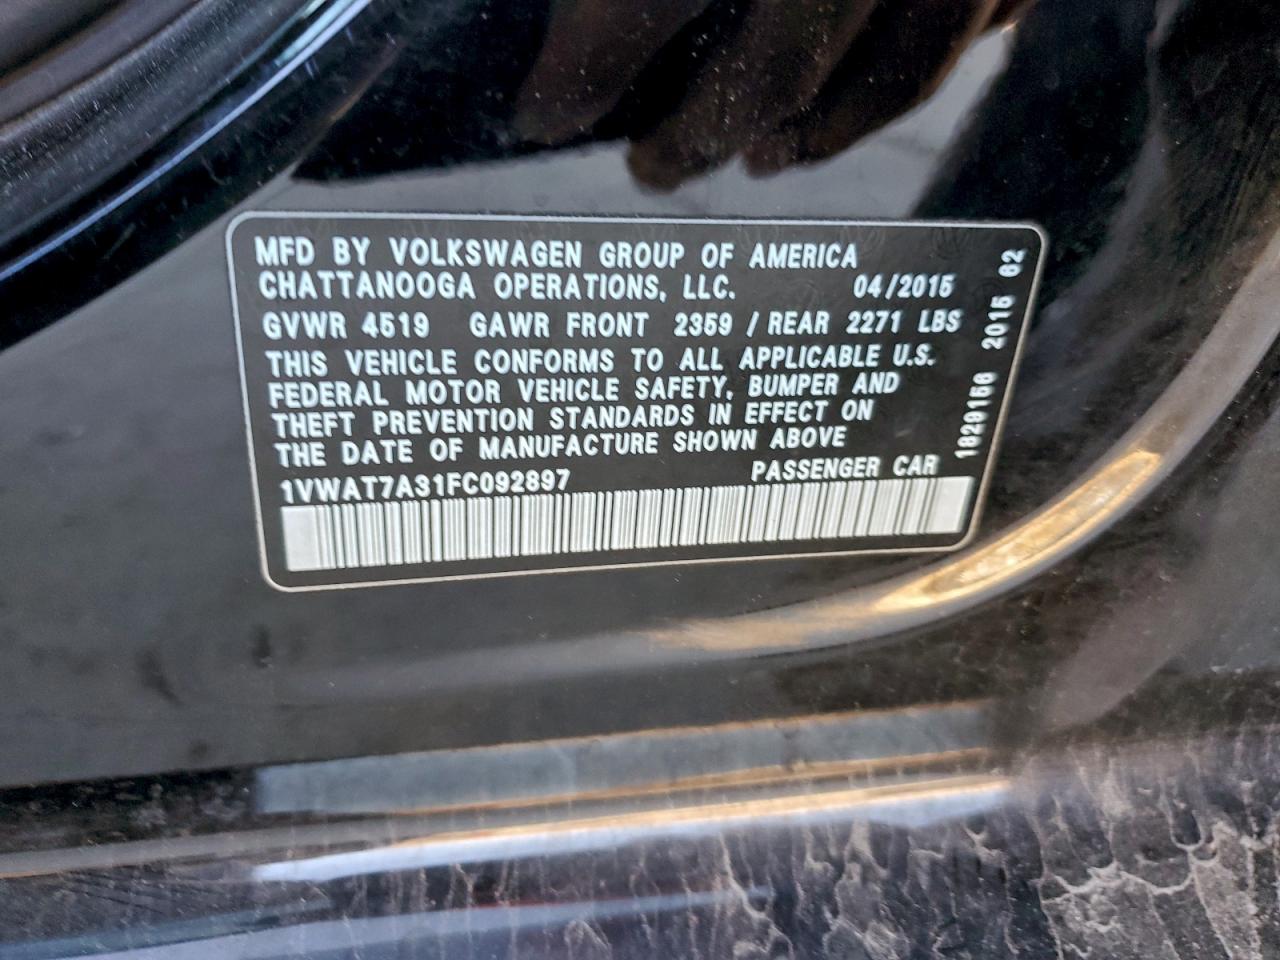 MFD BY VOLKSWAGEN GROUP OF AMERICA
CHATTANOOGA OPERATIONS, LLC. 04/2015
GVWR 4519 GAWR FRONT 2359 / REAR 2271 LBS
THIS VEHICLE CONFORMS TO ALL APPLICABLE U.S.
FEDERAL MOTOR VEHICLE SAFETY, BUMPER AND
THEFT PREVENTION STANDARDS IN EFFECT ON
THE DATE OF MANUFACTURE SHOWN ABOVE
1VWAT7A31FC092897 PASSENGER CAR
1829156 2015 62